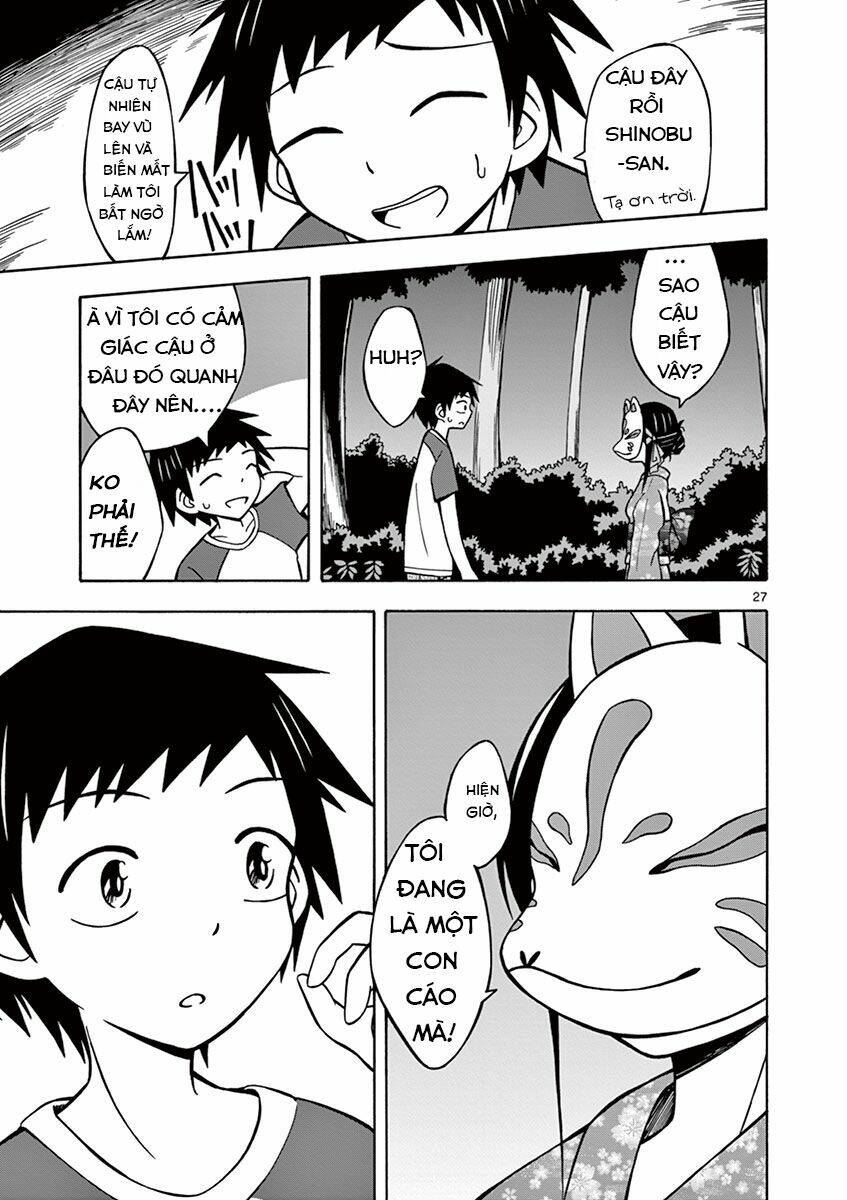 CẬU ĐÂY
RỒI
SHINOBU
-SAN.
Tạ ơn trời.
CẬU TỰ
NHIÊN
BAY VÙ
LÊN VÀ
BIẾN MẤT
LÀM TÔI
BẤT NGỜ
LẮM!
...
SAO
CẬU
BIẾT
VẬY?
HUH?
À VÌ TÔI CÓ CẢM
GIÁC CẬU Ở
ĐÂU ĐÓ QUANH
ĐÂY NÊN....
KO
PHẢI
THẾ!
27
HIỆN
GIỜ,
TÔI
ĐANG
LÀ MỘT
CON
CÁO
MÀ!